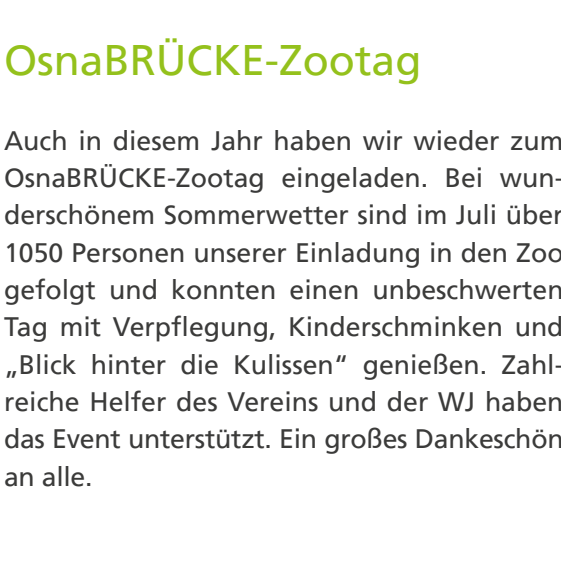 OsnaBRÜCKE-Zootag
Auch in diesem Jahr haben wir wieder zum
OsnaBRÜCKE-Zootag eingeladen. Bei wun-
derschönem Sommerwetter sind im Juli über
1050 Personen unserer Einladung in den Zoo
gefolgt und konnten einen unbeschwerten
Tag mit Verpflegung, Kinderschminken und
„Blick hinter die Kulissen“ genießen. Zahl-
reiche Helfer des Vereins und der WJ haben
das Event unterstützt. Ein großes Dankeschön
an alle.